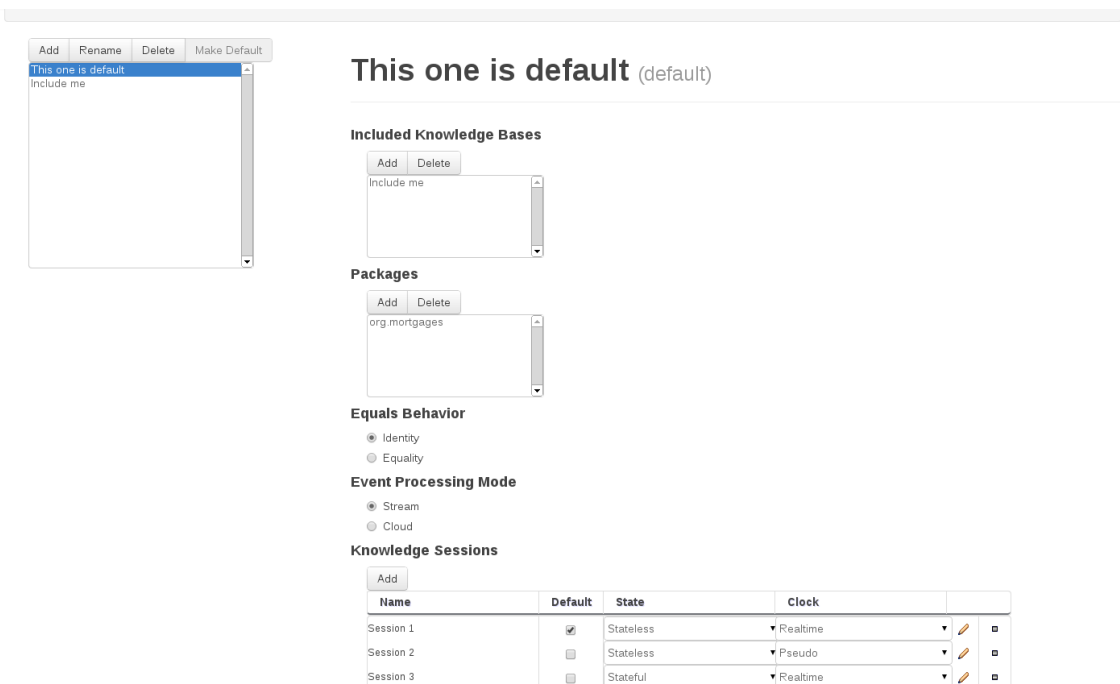 Add Rename Delete Make Default
This one is default
Include me
This one is default (default)
Included Knowledge Bases
Add Delete
Include me
Packages
Add Delete
org.mortgages
Equals Behavior
Identity
Equality
Event Processing Mode
Stream
Cloud
Knowledge Sessions
Add
Name Default State Clock
Session 1 Stateless Realtime
Session 2 Stateless Pseudo
Session 3 Stateful Realtime